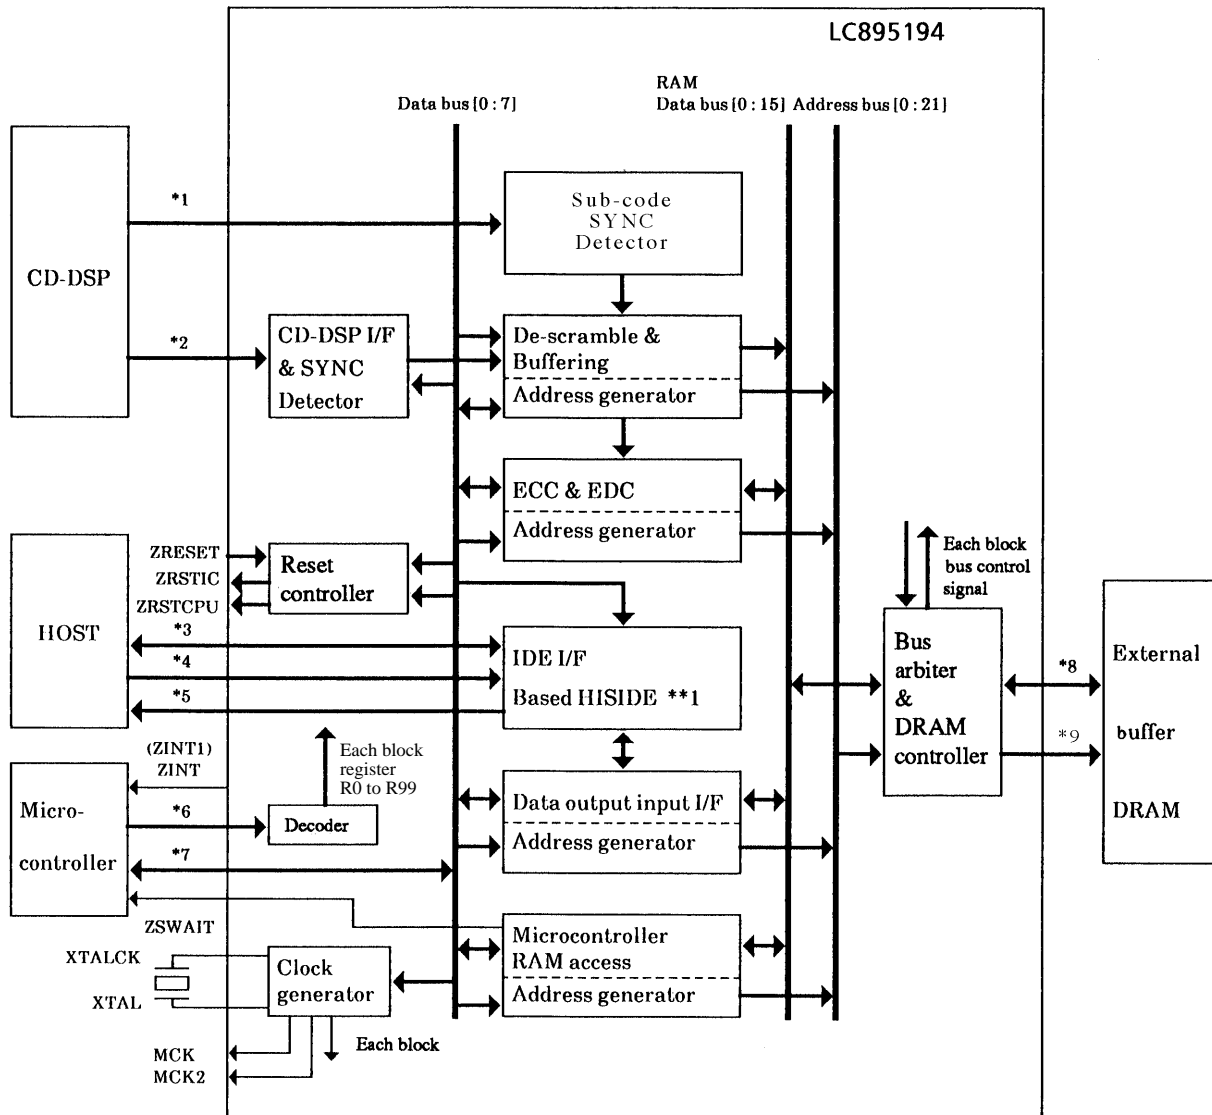 LC895194
RAM
Data bus [0 : 7]
Data bus [0 : 15]
Address bus [0 : 21]
CD-DSP
*1
*2
Sub-code
SYNC
Detector
CD-DSP I/F
& SYNC
Detector
De-scramble &
Buffering
Address generator
ECC & EDC
Address generator
HOST
ZRESET
ZRSTIC
ZRSTCPU
*3
*4
*5
Reset
controller
IDE I/F
Based HISIDE **1
Each block
bus control
signal
Bus
arbiter
&
DRAM
controller
*8
*9
External
buffer
DRAM
(ZINT1)
ZINT
Micro-
controller
*6
*7
Each block
register
R0 to R99
Decoder
Data output input I/F
Address generator
ZSWAIT
Microcontroller
RAM access
Address generator
XTALCK
XTAL
Clock
generator
MCK
MCK2
Each block